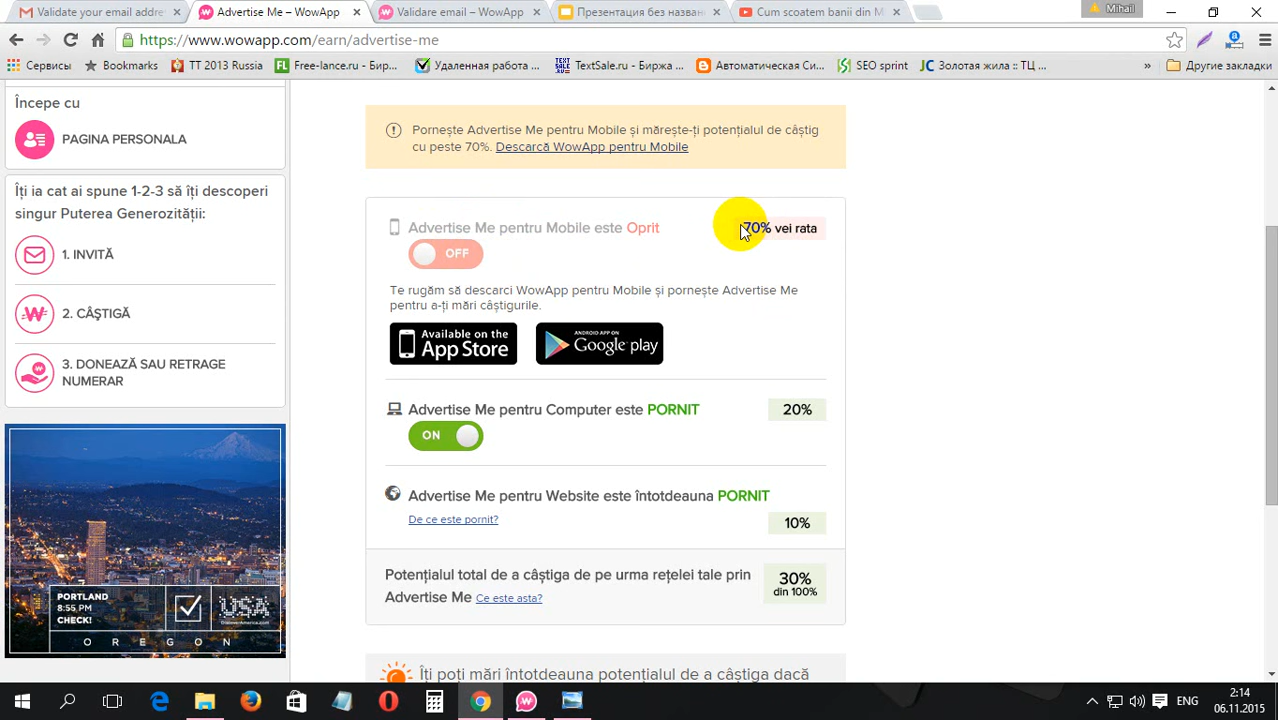 Validate your email addre
Advertise Me – WowApp
Validare email – WowApp
Презентация без назван
Cum scoatem banii din M
Mihail
https://www.wowapp.com/earn/advertise-me
Сервисы
Bookmarks
TT 2013 Russia
Free-lance.ru - Бир...
Удаленная работа ...
TextSale.ru - Биржа ...
Автоматическая Си...
SEO sprint
Золотая жила :: ТЦ ...
»
Другие закладки
Începe cu
PAGINA PERSONALA
Îți ia cat ai spune 1-2-3 să îți descoperi
singur Puterea Generozității:
1. INVITĂ
2. CÂȘTIGĂ
3. DONEAZĂ SAU RETRAGE
NUMERAR
PORTLAND
8:55 PM
CHECK!
USA
DiscoverAmerica.com
OREGON
Pornește Advertise Me pentru Mobile și mărește-ți potențialul de câștig
cu peste 70%. Descarcă WowApp pentru Mobile
Advertise Me pentru Mobile este Oprit
70% vei rata
OFF
Te rugăm să descarci WowApp pentru Mobile și pornește Advertise Me
pentru a-ți mări câștigurile.
Available on the
App Store
ANDROID APP ON
Google play
Advertise Me pentru Computer este PORNIT
20%
ON
Advertise Me pentru Website este întotdeauna PORNIT
De ce este pornit?
10%
Potențialul total de a câștiga de pe urma rețelei tale prin
Advertise Me Ce este asta?
30%
din 100%
Îți poți mări întotdeauna potențialul de a câștiga dacă
ENG
2:14
06.11.2015